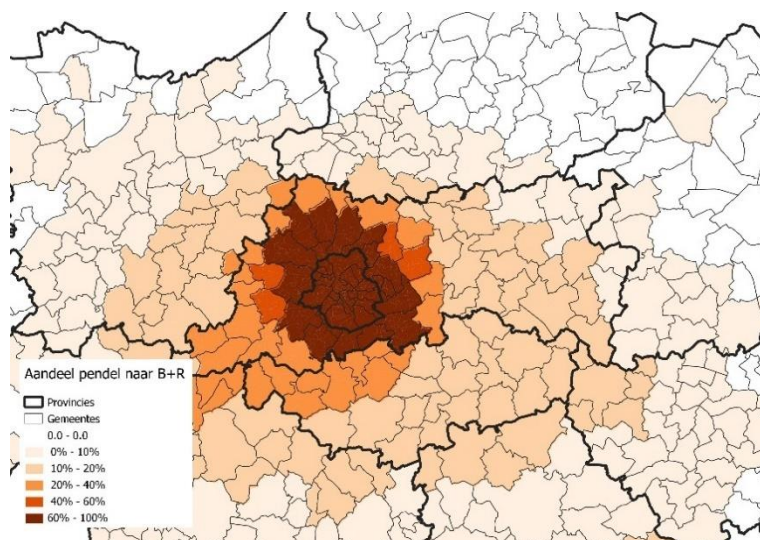 Aandeel pendel naar B+R
Provincies
Gemeentes
0.0 - 0.0
0% - 10%
10% - 20%
20% - 40%
40% - 60%
60% - 100%